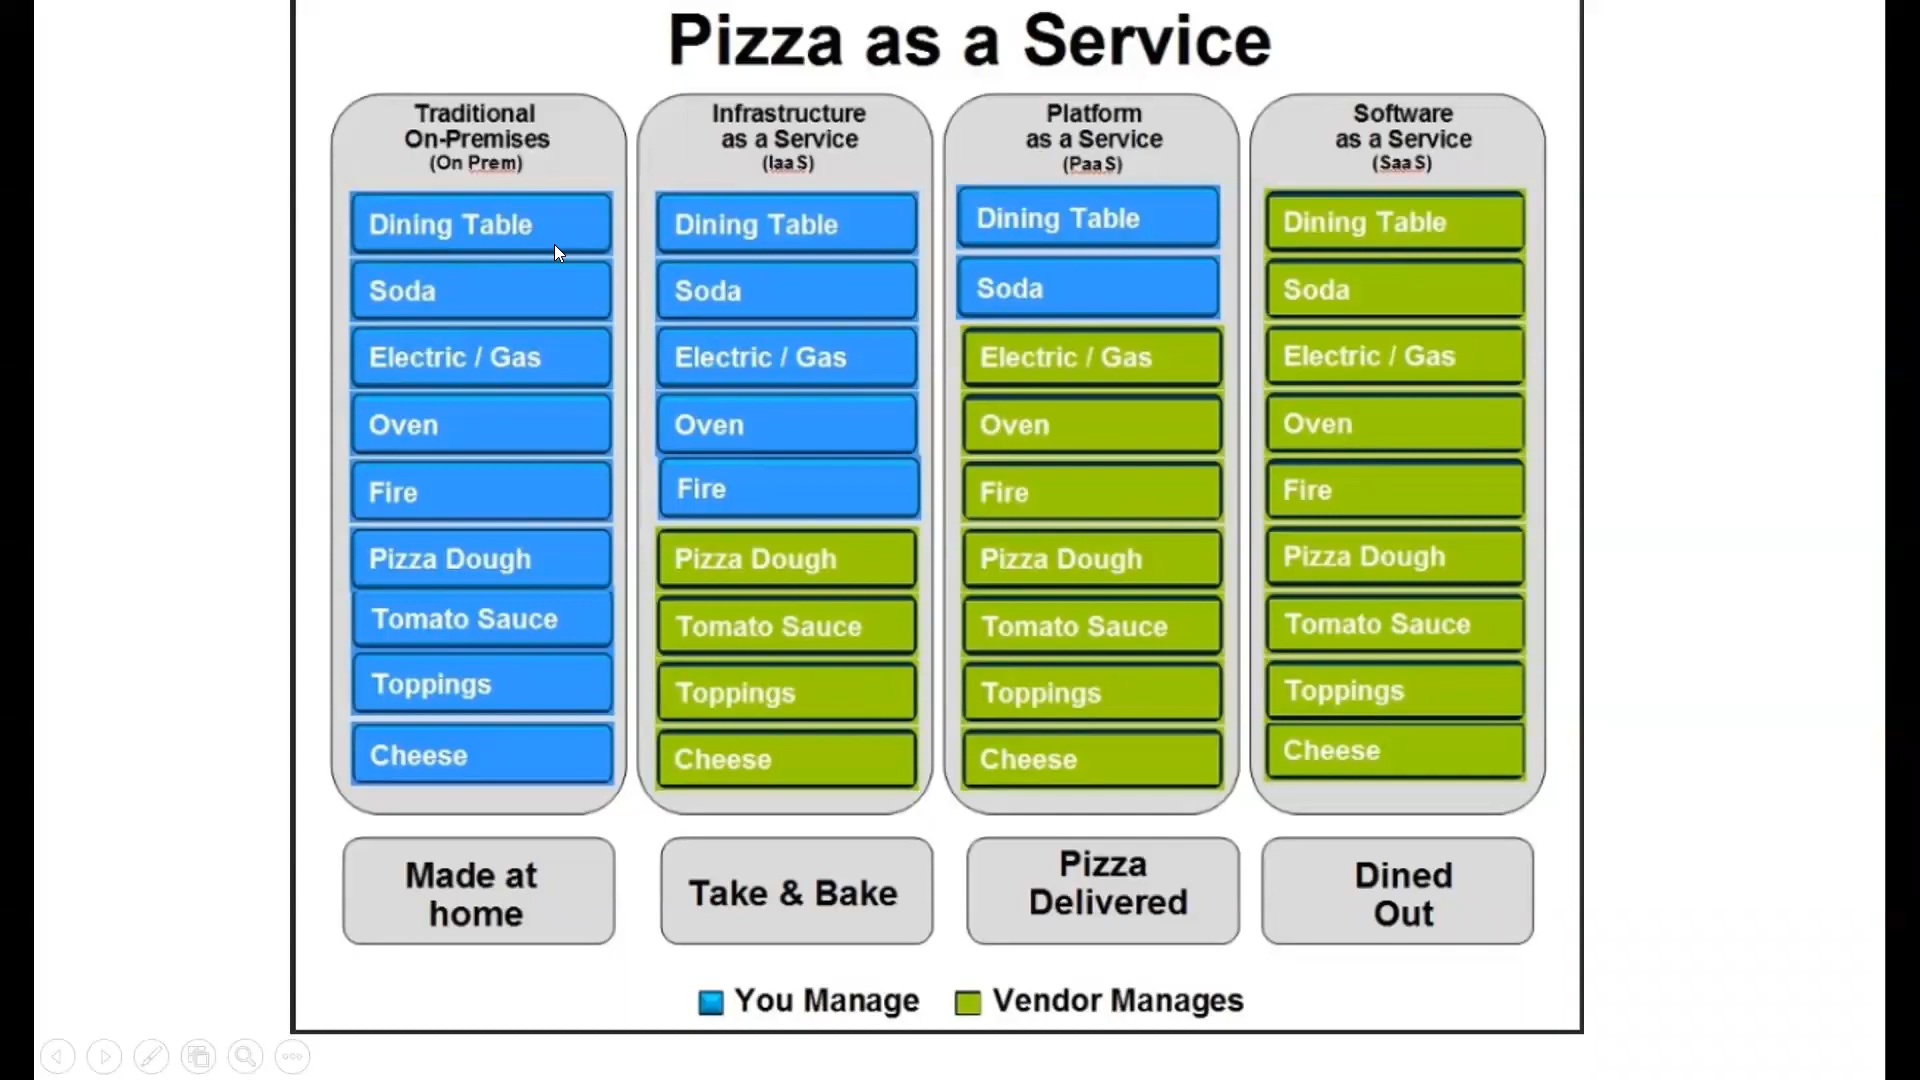 Pizza as a Service
Traditional
On-Premises
(On Prem)
Dining Table
Soda
Electric / Gas
Oven
Fire
Pizza Dough
Tomato Sauce
Toppings
Cheese
Made at
home
Infrastructure
as a Service
(IaaS)
Dining Table
Soda
Electric / Gas
Oven
Fire
Pizza Dough
Tomato Sauce
Toppings
Cheese
Take & Bake
Platform
as a Service
(PaaS)
Dining Table
Soda
Electric / Gas
Oven
Fire
Pizza Dough
Tomato Sauce
Toppings
Cheese
Pizza
Delivered
Software
as a Service
(SaaS)
Dining Table
Soda
Electric / Gas
Oven
Fire
Pizza Dough
Tomato Sauce
Toppings
Cheese
Dined
Out
You Manage
Vendor Manages